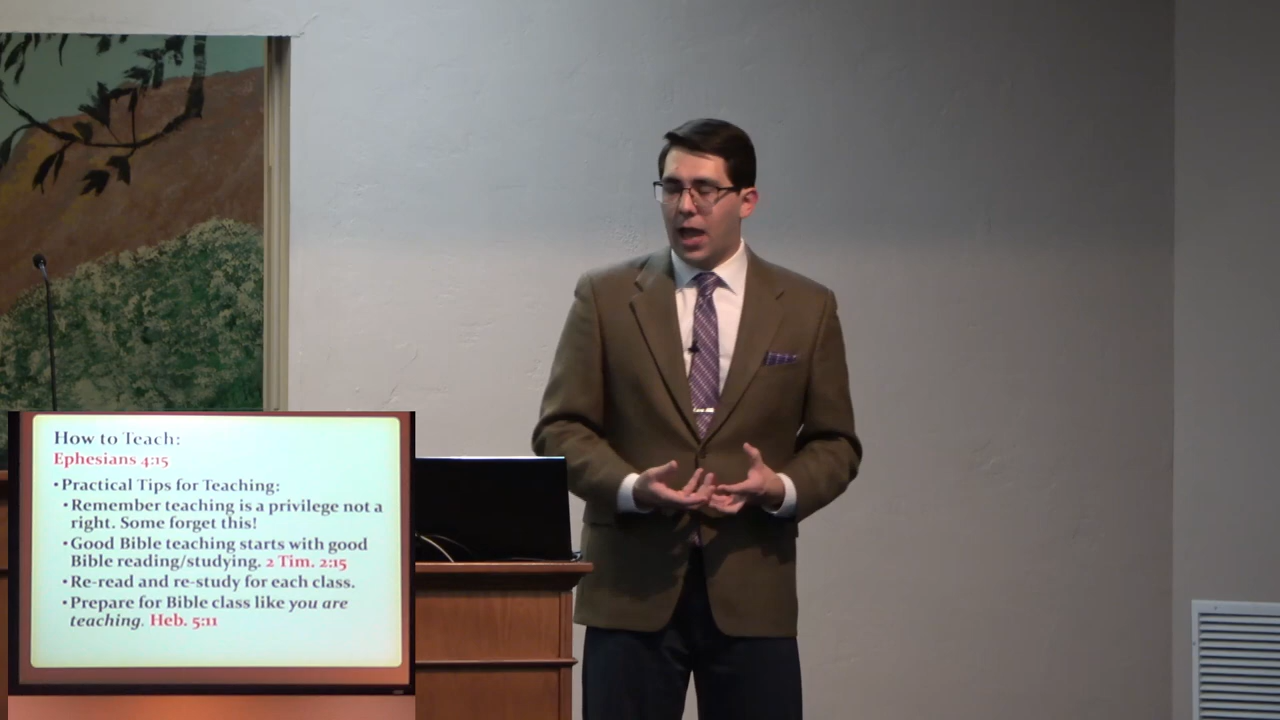 How to Teach:
Ephesians 4:15
•Practical Tips for Teaching:
•Remember teaching is a privilege not a
right. Some forget this!
•Good Bible teaching starts with good
Bible reading/studying. 2 Tim. 2:15
•Re-read and re-study for each class.
•Prepare for Bible class like you are
teaching. Heb. 5:11